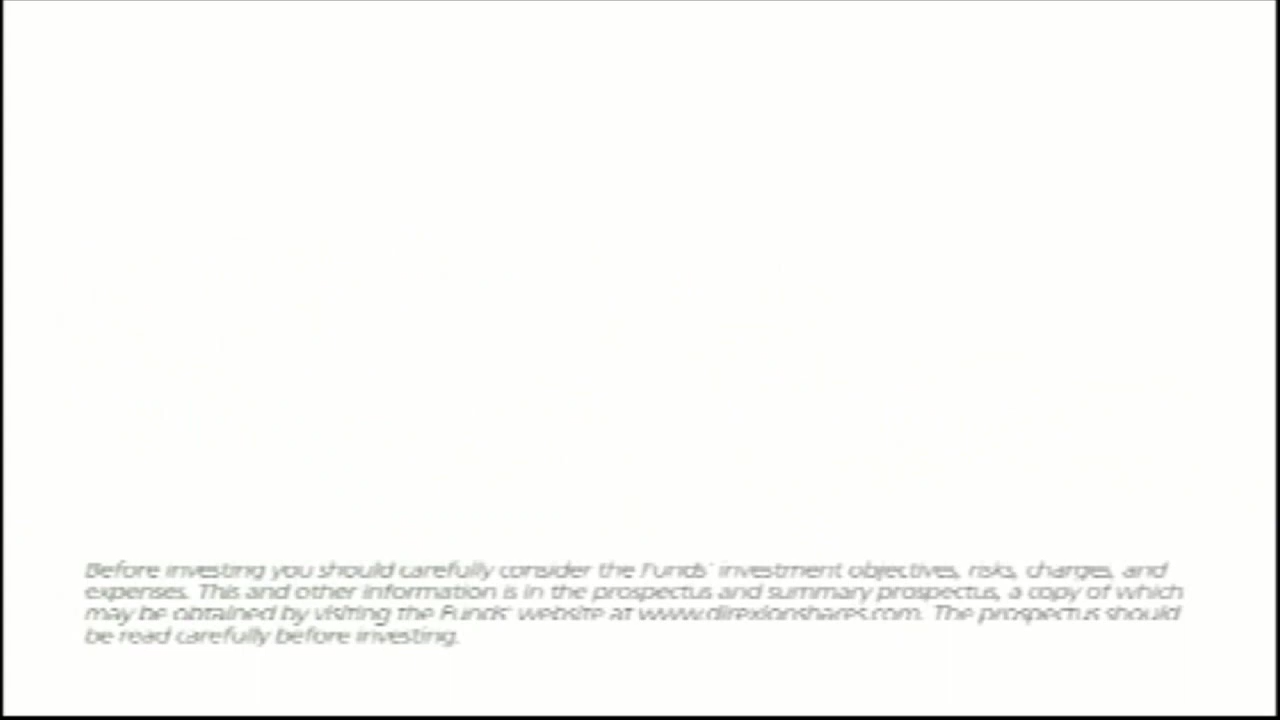 Before investing you should carefully consider the Funds' investment objectives, risks, charges, and
expenses. This and other information is in the prospectus and summary prospectus, a copy of which
may be obtained by visiting the Funds' website at www.direxionshares.com. The prospectus should
be read carefully before investing.